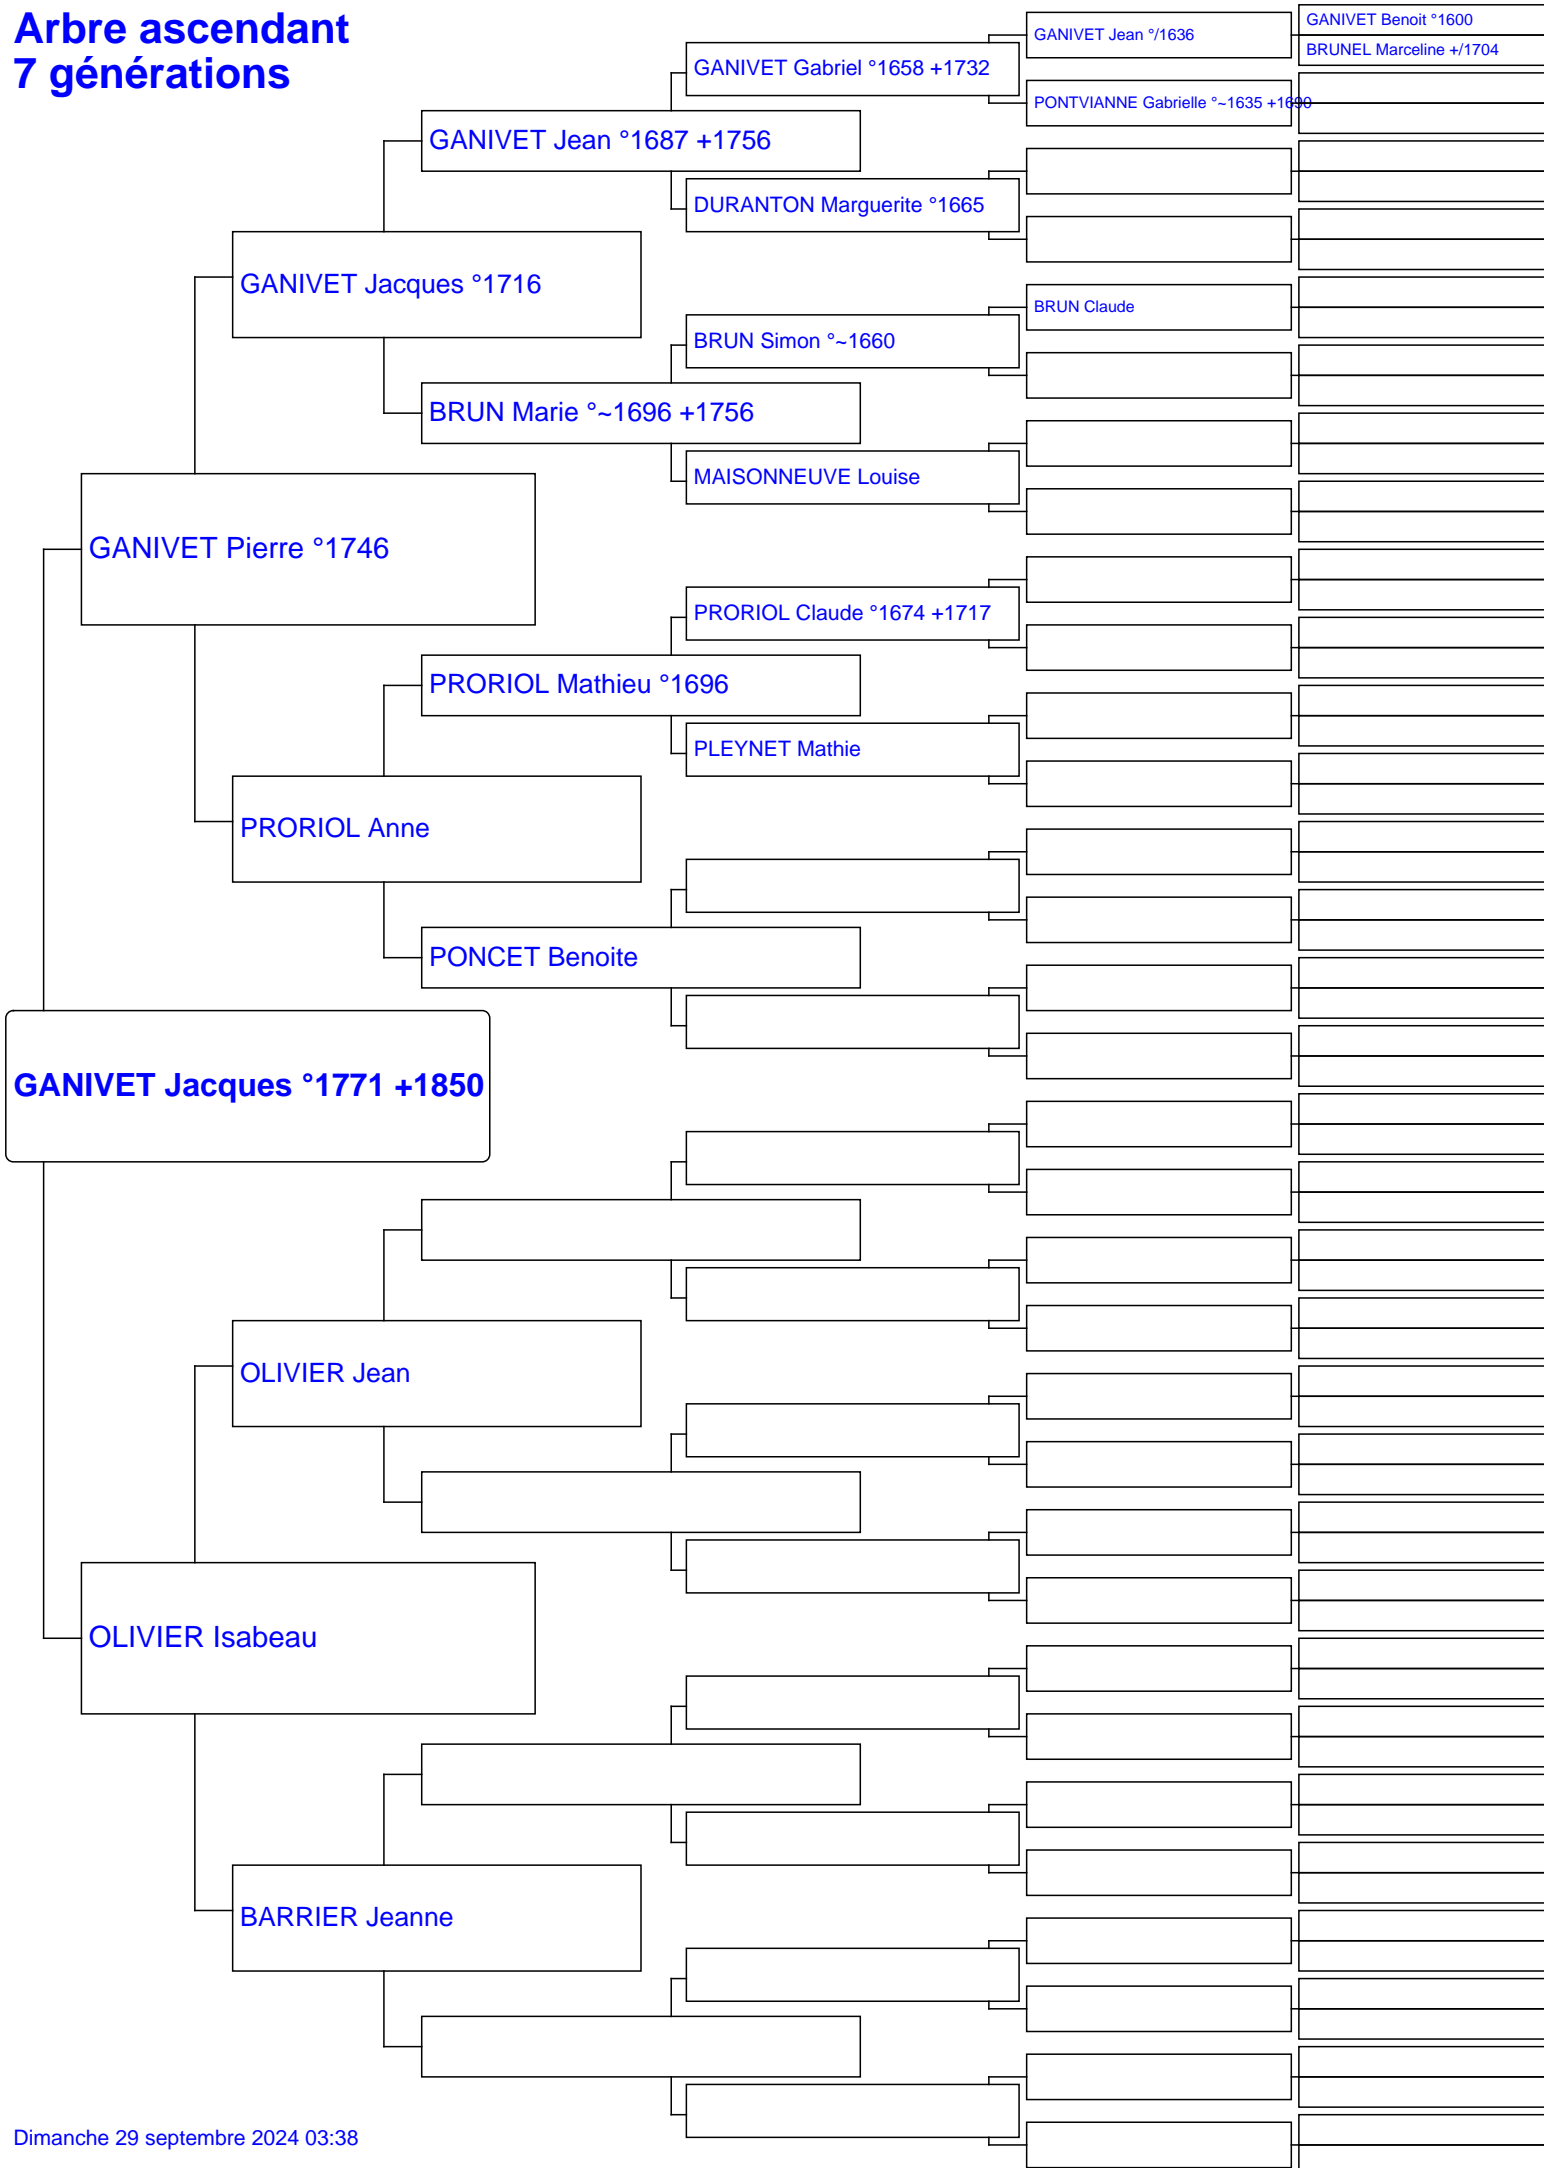 Arbre ascendant
7 générations
GANIVET Jean °/1636
GANIVET Benoit °1600
BRUNEL Marceline +/1704
GANIVET Gabriel °1658 +1732
PONTVIANNE Gabrielle °~1635 +1690
GANIVET Jean °1687 +1756
DURANTON Marguerite °1665
GANIVET Jacques °1716
BRUN Claude
BRUN Simon °~1660
BRUN Marie °~1696 +1756
MAISONNEUVE Louise
GANIVET Pierre °1746
PRORIOL Claude °1674 +1717
PRORIOL Mathieu °1696
PLEYNET Mathie
PRORIOL Anne
PONCET Benoite
GANIVET Jacques °1771 +1850
OLIVIER Jean
OLIVIER Isabeau
BARRIER Jeanne
Dimanche 29 septembre 2024 03:38